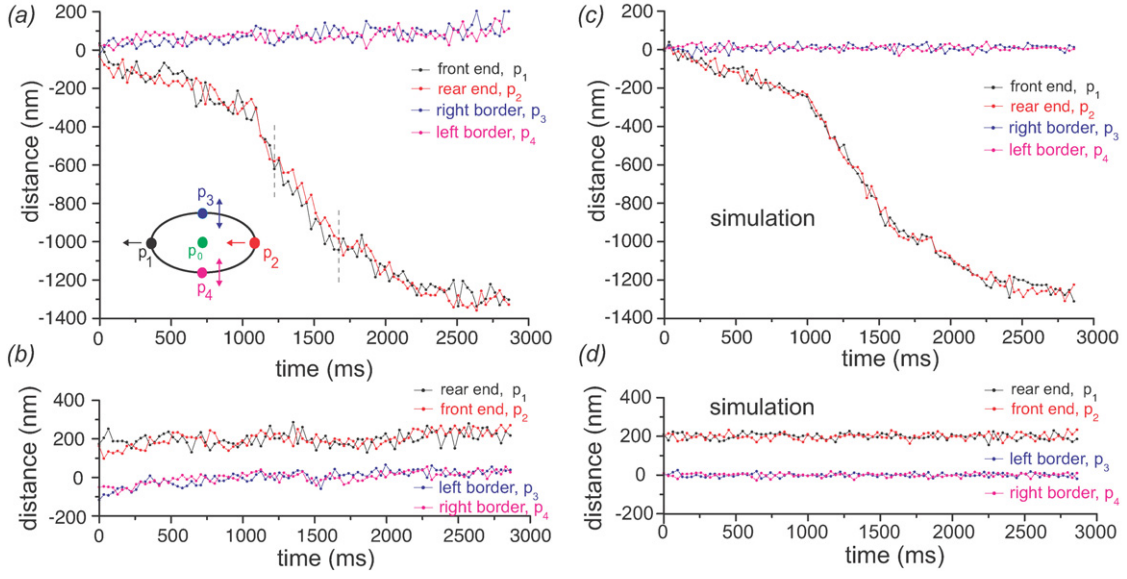 (a)
200
0
-200
-400
-600
-800
-1000
-1200
-1400
distance (nm)
front end, p1
rear end, p2
right border, p3
left border, p4
p3
p1
p0
p2
p4
0 500 1000 1500 2000 2500 3000
time (ms)
(c)
200
0
-200
-400
-600
-800
-1000
-1200
-1400
distance (nm)
front end, p1
rear end, p2
right border, p3
left border, p4
simulation
0 500 1000 1500 2000 2500 3000
time (ms)
(b)
400
200
0
-200
distance (nm)
rear end, p1
front end, p2
left border, p3
right border, p4
0 500 1000 1500 2000 2500 3000
time (ms)
(d)
400
200
0
-200
distance (nm)
simulation
rear end, p1
front end, p2
left border, p3
right border, p4
0 500 1000 1500 2000 2500 3000
time (ms)